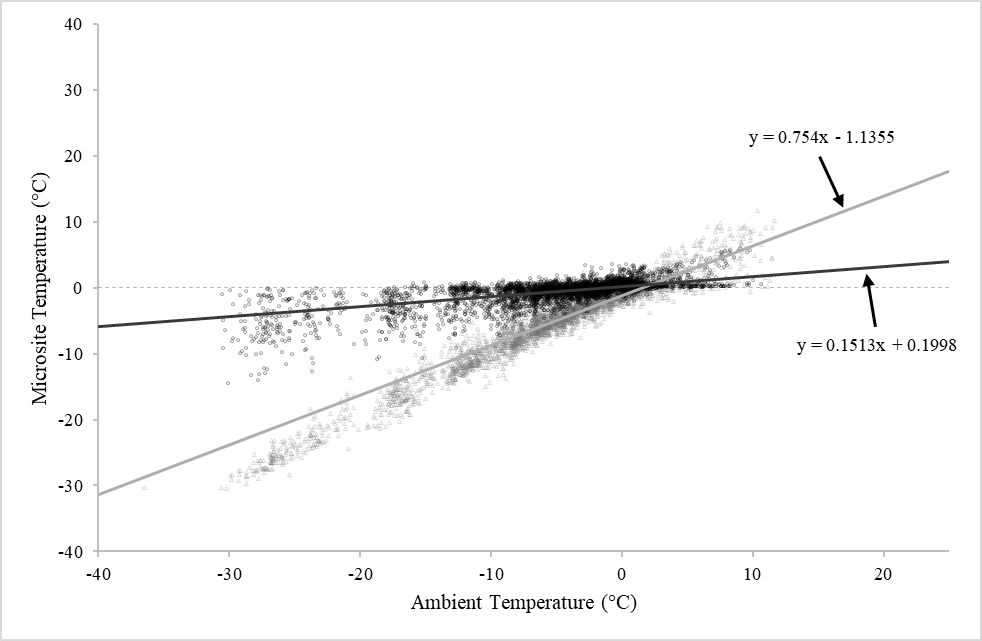 40
30
20
10
0
-10
-20
-30
-40
Microsite Temperature (°C)
y = 0.754x - 1.1355
y = 0.1513x + 0.1998
-40 -30 -20 -10 0 10 20
Ambient Temperature (°C)